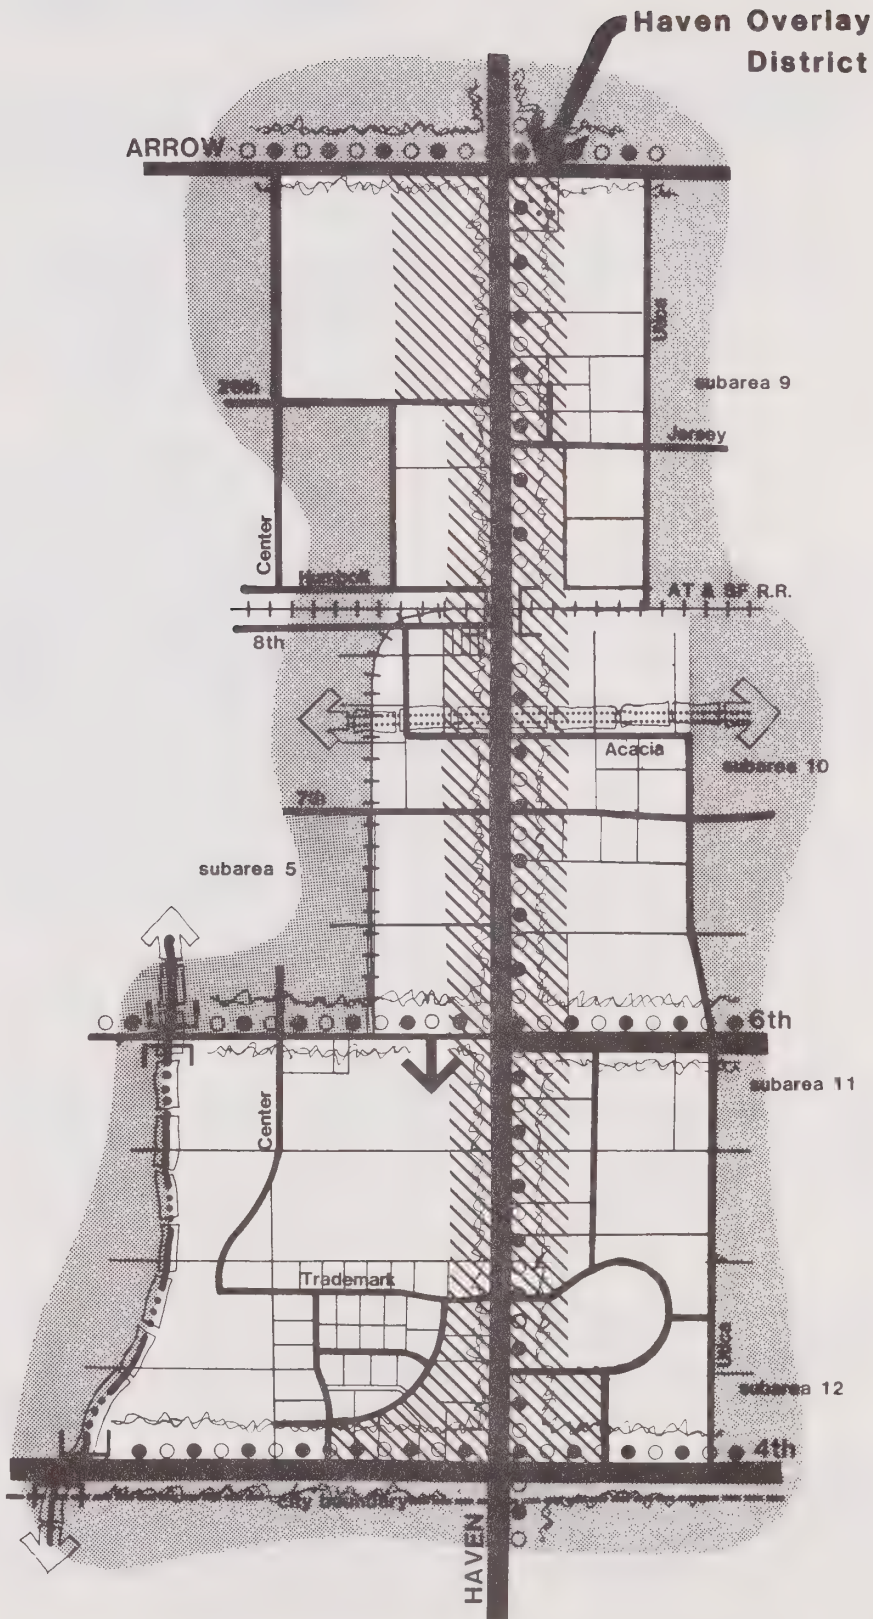 Haven Overlay
District
ARROW
Utica
26th
subarea 9
Jersey
Center
Humbolt
AT & SF R.R.
8th
Acacia
subarea 10
7th
subarea 5
6th
subarea 11
Center
Trademark
Utica
subarea 12
4th
city boundary
HAVEN